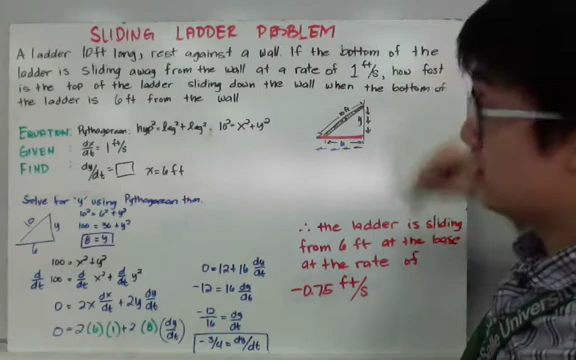 SLIDING LADDER PROBLEM
A ladder 10ft long, rest against a wall. If the bottom of the
ladder is sliding away from the wall at a rate of 1 ft/s, how fast
is the top of the ladder sliding down the wall when the bottom of
the ladder is 6ft from the wall
EQUATION: Pythagorean: hyp²=leg²+leg², 10²=x²+y²
GIVEN: dx/dt = 1 ft/s
FIND: dy/dt = x=6ft
10 ft
y
6
Solve for 'y' using Pythagorean thm.
10
y
6
10²=6²+y²
100=36+y²
8=y
100=x²+y²
d/dt 100 = d/dt x² + d/dt y²
0 = 2x dx/dt + 2y dy/dt
0 = 2(6)(1)+2(8)(dy/dt)
0=12+16 dy/dt
-12=16 dy/dt
-12/16 = dy/dt
-3/4 = dy/dt
∴ the ladder is sliding
from 6 ft at the base
at the rate of
-0.75 ft/s